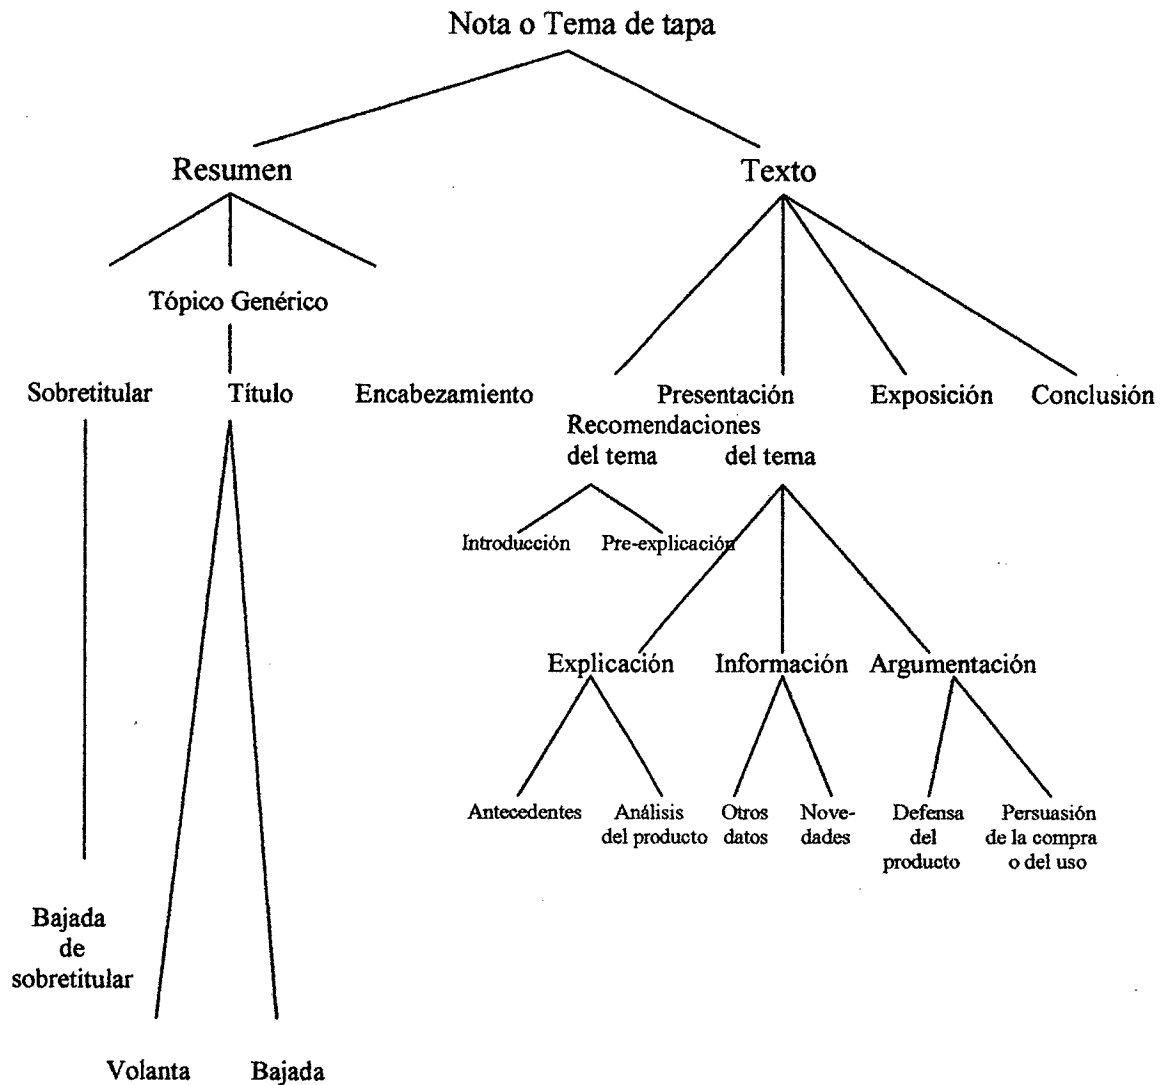 Nota o Tema de tapa
Resumen Texto
Tópico Genérico
Sobretitular Título Encabezamiento Presentación Exposición Conclusión
Recomendaciones
del tema del tema
Introducción Pre-explicación
Explicación Información Argumentación
Antecedentes Análisis Otros Nove- Defensa Persuasión
del producto datos dades del de la compra
producto o del uso
Bajada
de
sobretitular
Volanta Bajada